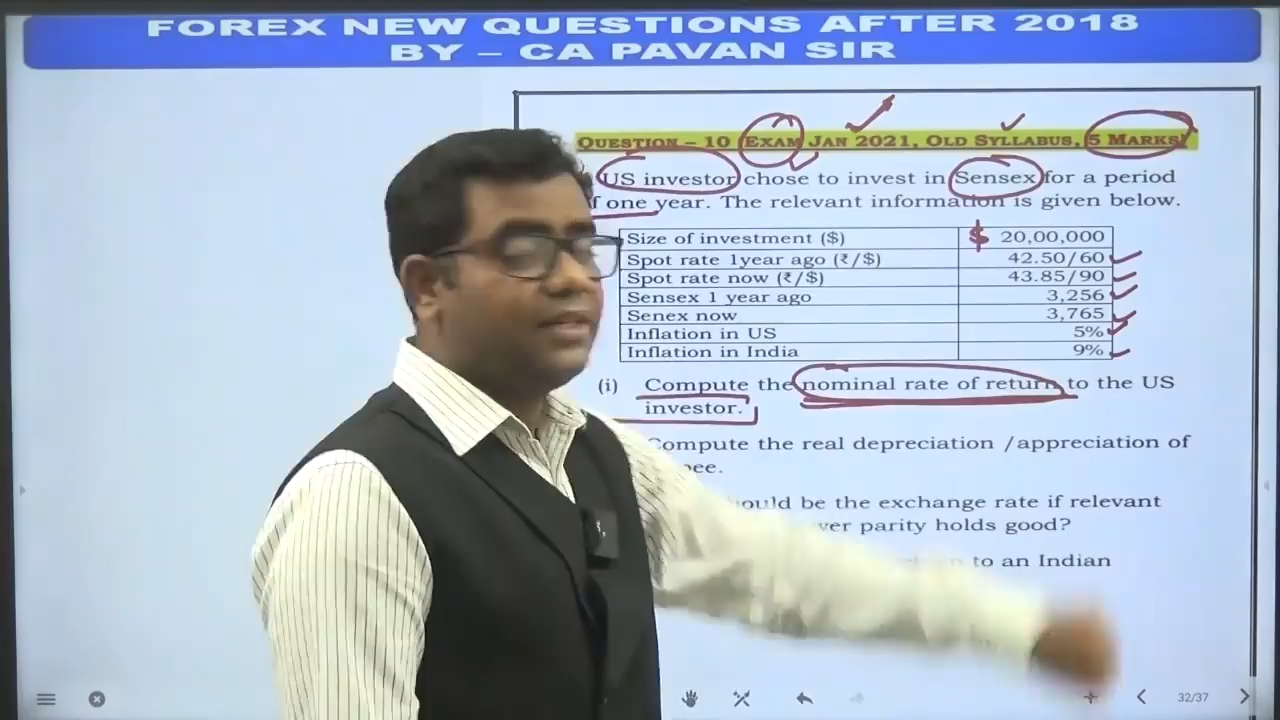 FOREX NEW QUESTIONS AFTER 2018
BY – CA PAVAN SIR
QUESTION – 10 EXAM JAN 2021, OLD SYLLABUS, 5 MARKS
US investor chose to invest in Sensex for a period
f one year. The relevant information is given below.
Size of investment ($) $ 20,00,000
Spot rate 1year ago (₹/$) 42.50/60
Spot rate now (₹/$) 43.85/90
Sensex 1 year ago 3,256
Senex now 3,765
Inflation in US 5%
Inflation in India 9%
(i) Compute the nominal rate of return to the US
investor.
Compute the real depreciation /appreciation of
ould be the exchange rate if relevant
parity holds good?
to an Indian
32/37